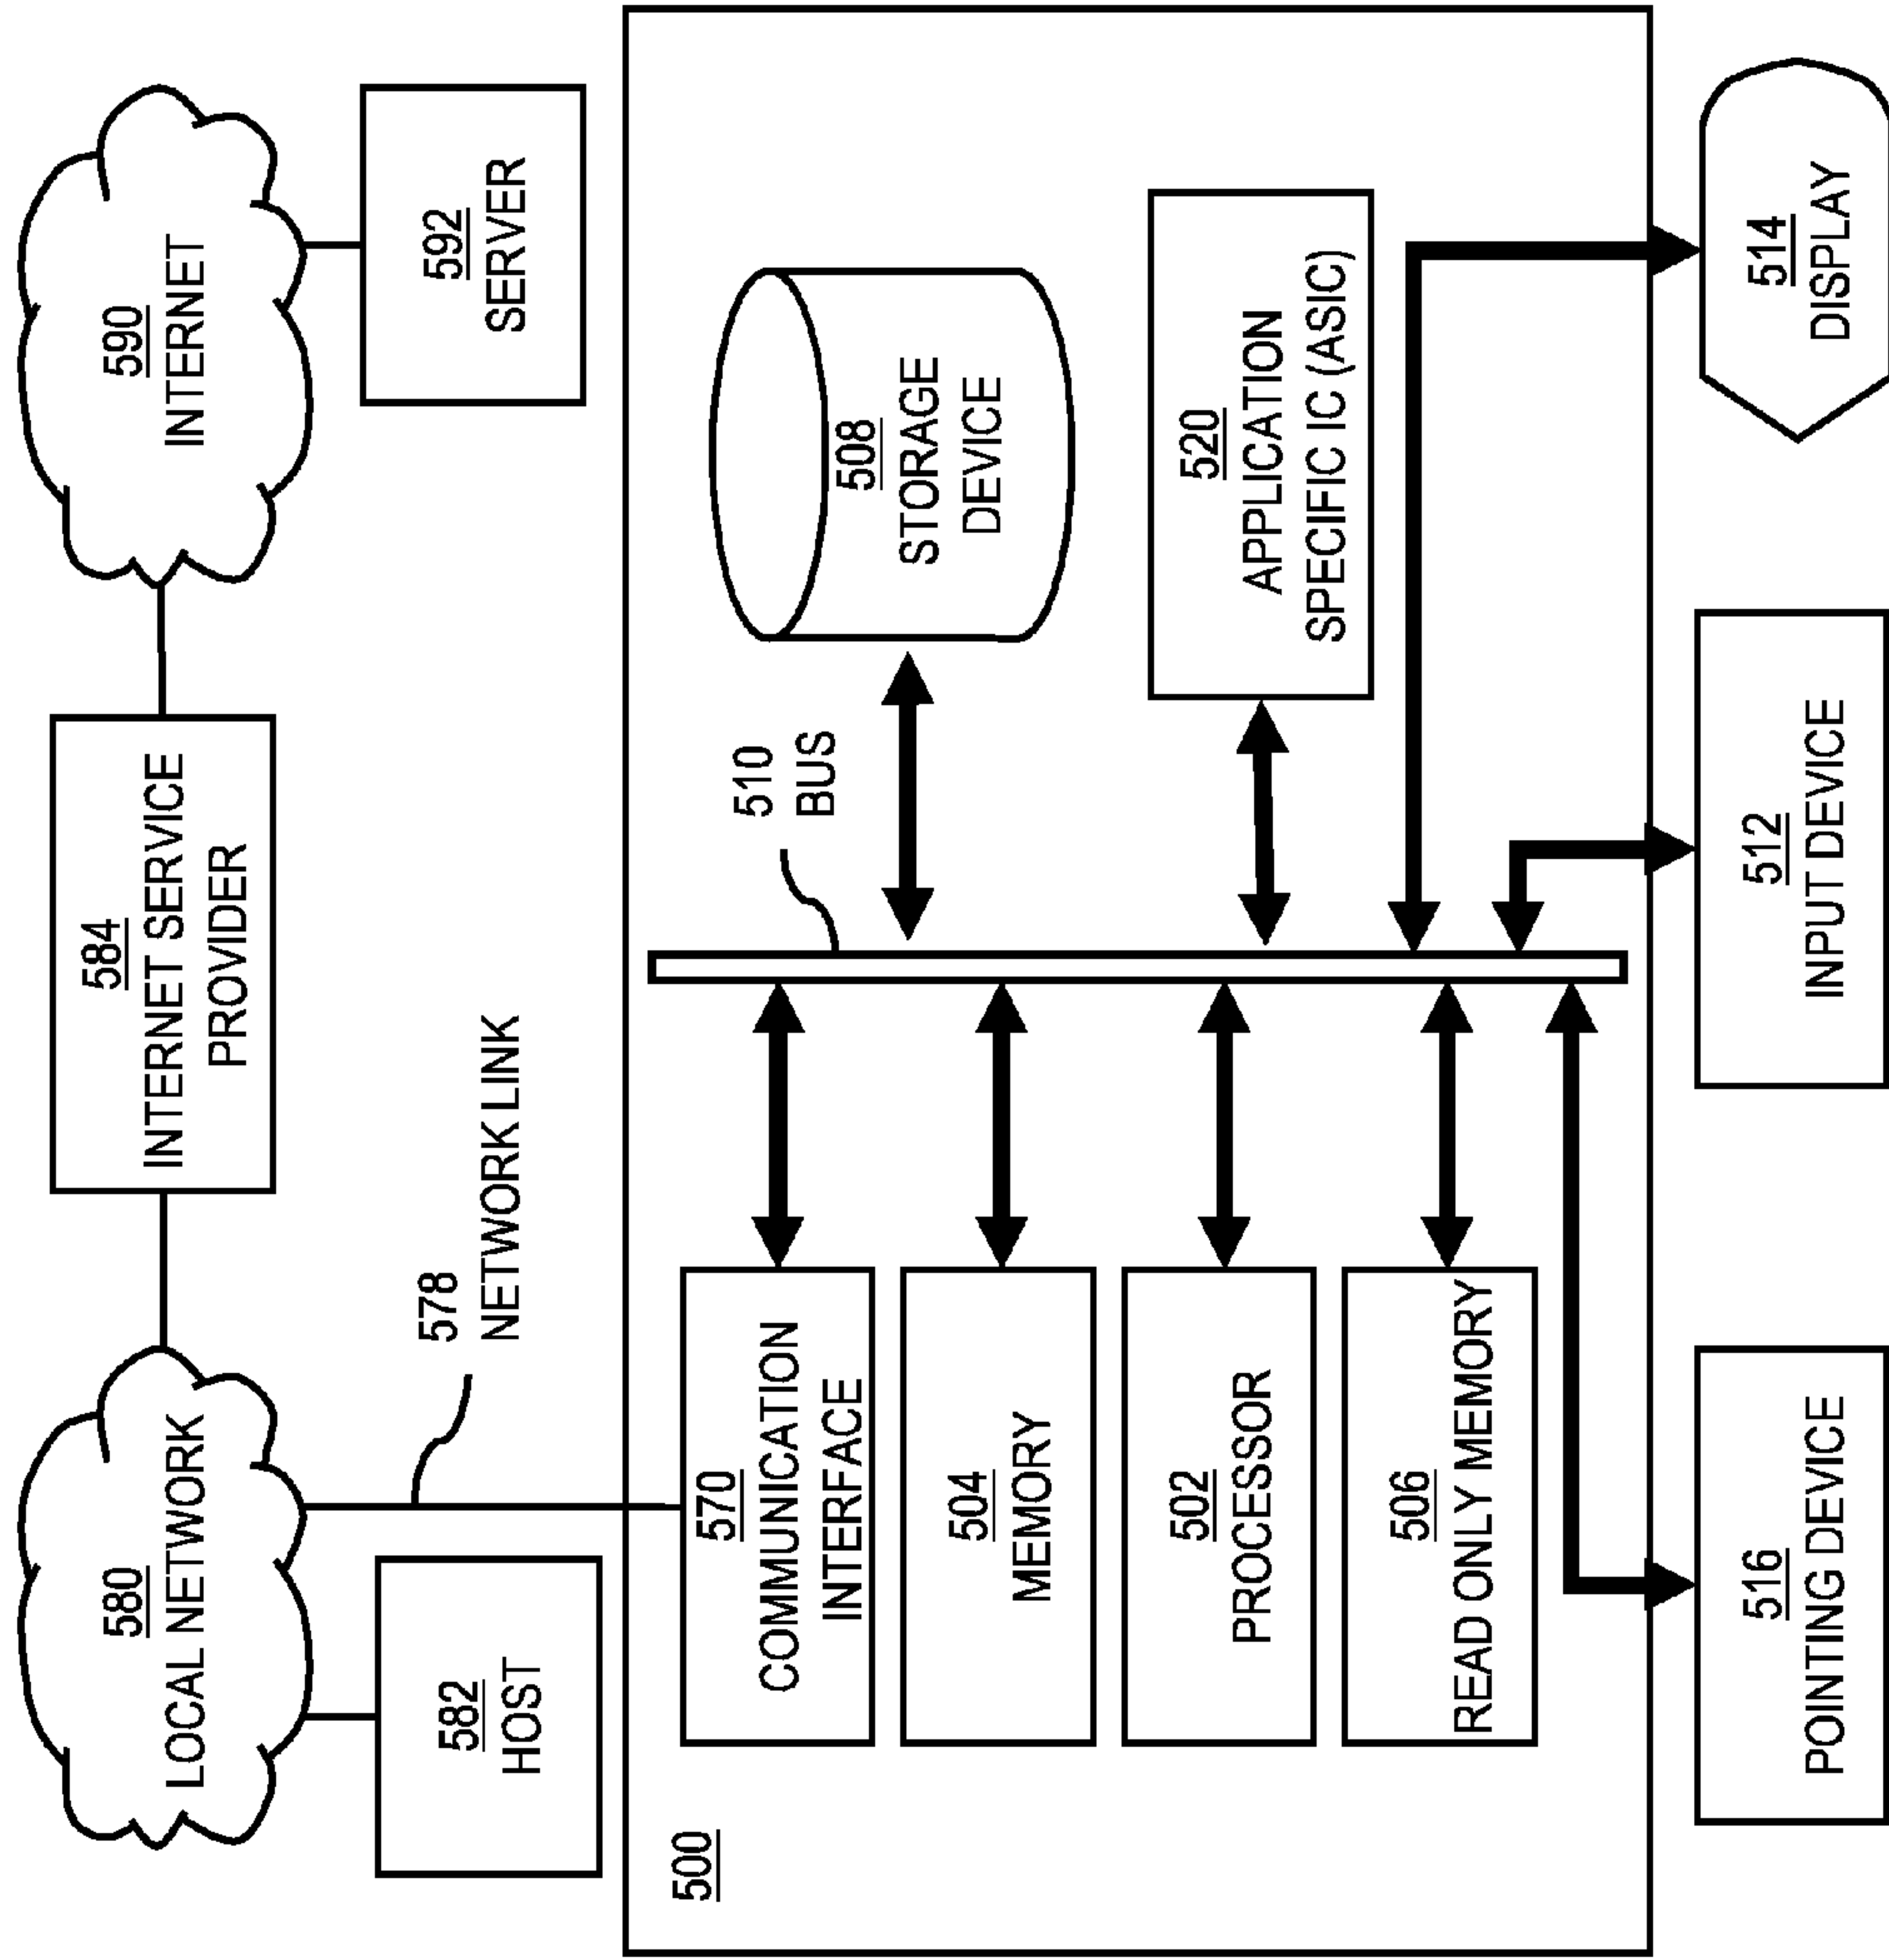 580
LOCAL NETWORK
584
INTERNET SERVICE
PROVIDER
590
INTERNET
582
HOST
578
NETWORK LINK
592
SERVER
500
570
COMMUNICATION
INTERFACE
510
BUS
508
STORAGE
DEVICE
504
MEMORY
502
PROCESSOR
520
APPLICATION
SPECIFIC IC (ASIC)
506
READ ONLY MEMORY
516
POINTING DEVICE
512
INPUT DEVICE
514
DISPLAY